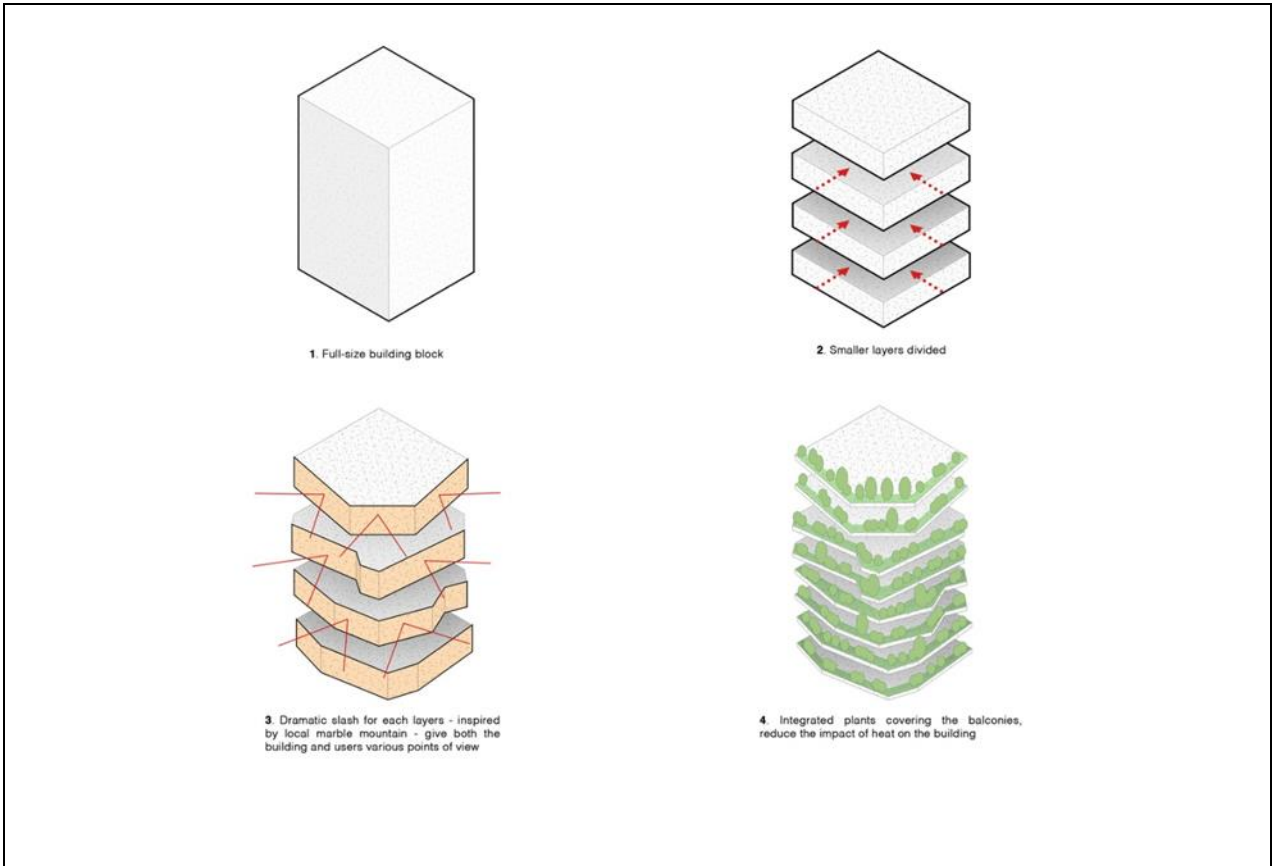 1. Full-size building block
2. Smaller layers divided
3. Dramatic slash for each layers - inspired
by local marble mountain - give both the
building and users various points of view
4. Integrated plants covering the balconies,
reduce the impact of heat on the building